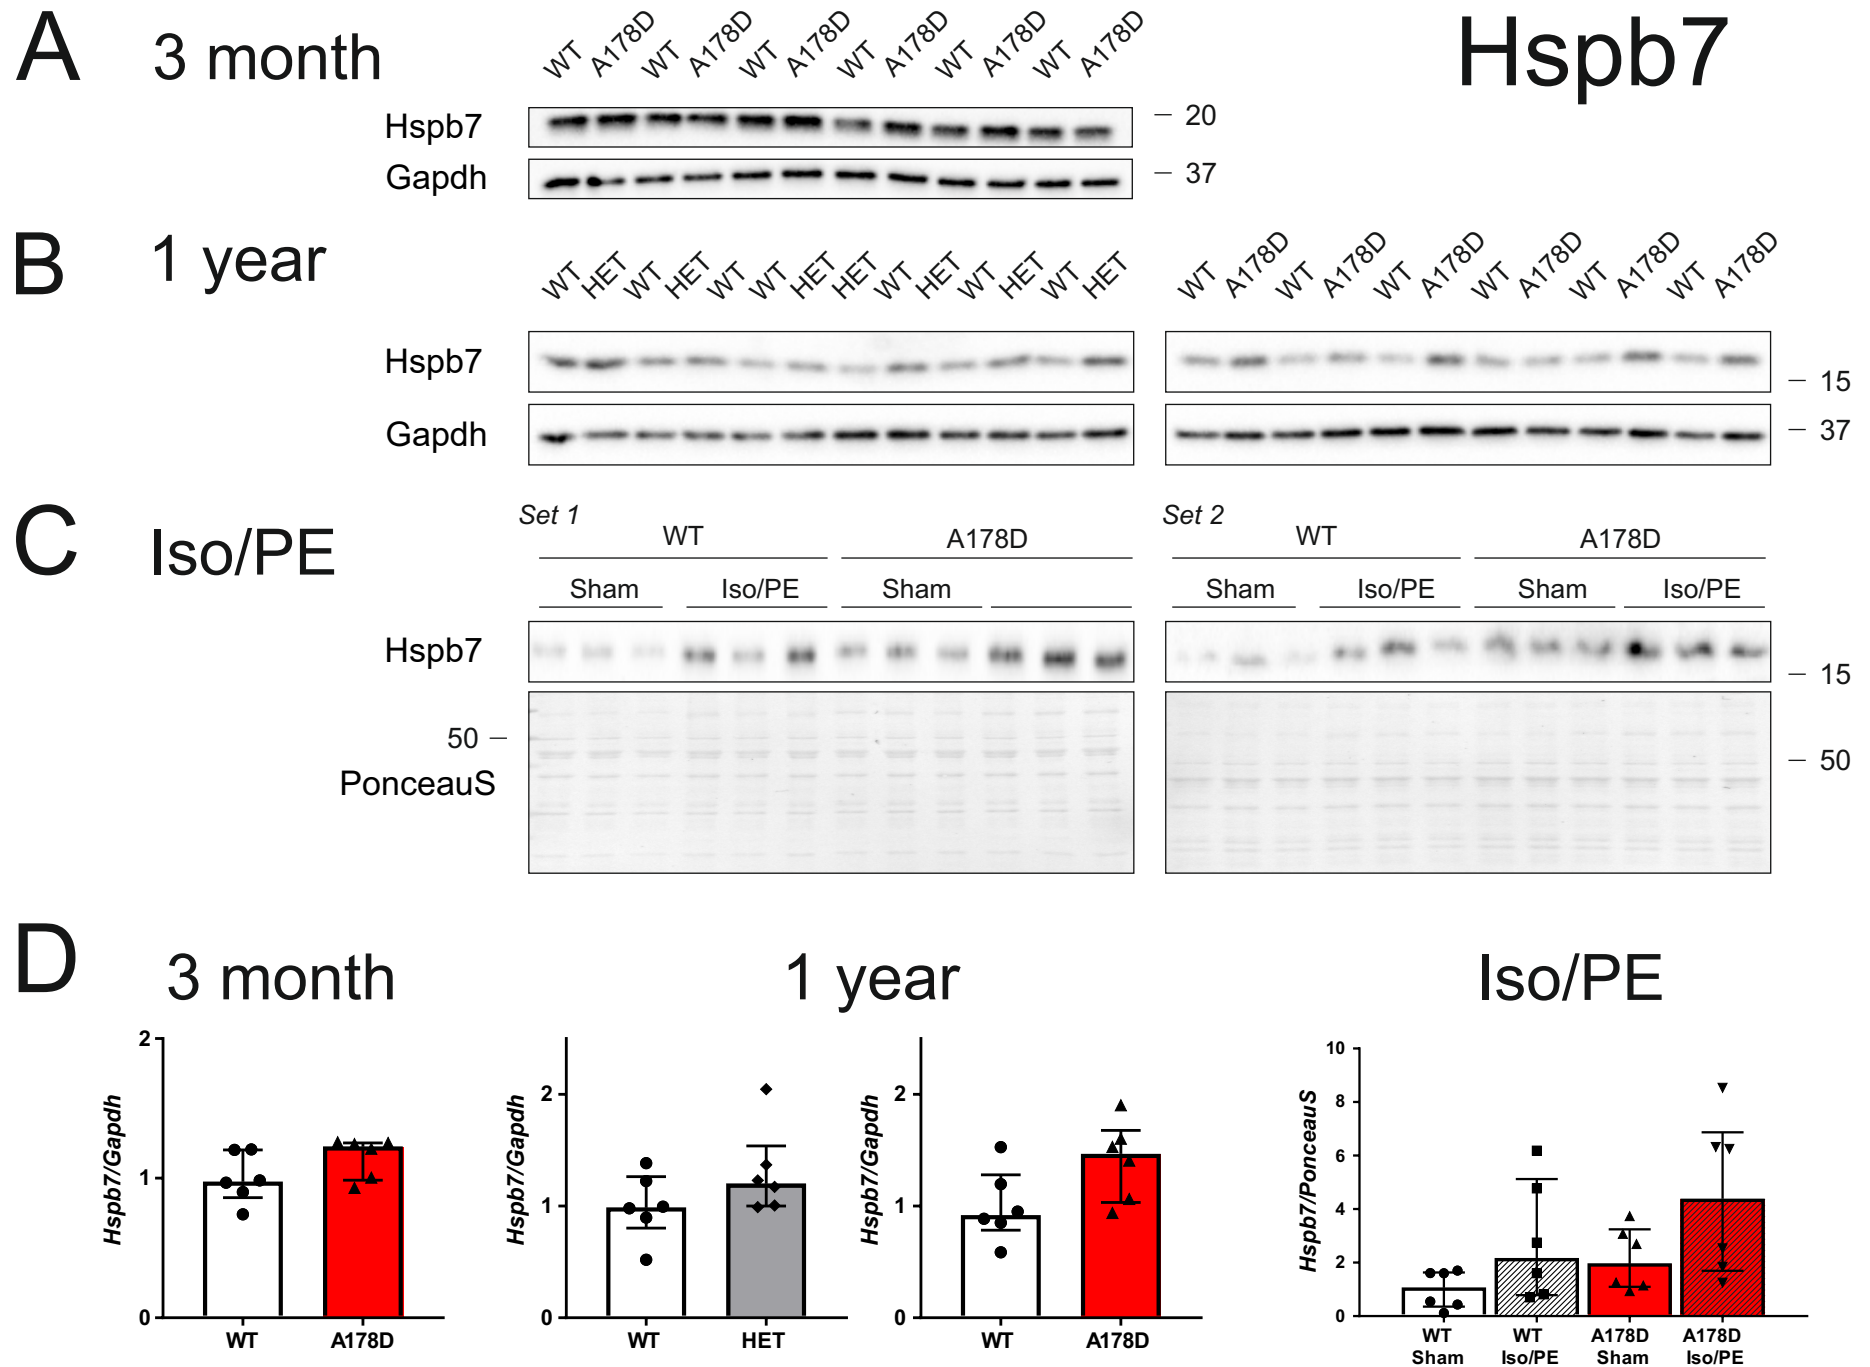 A 3 month
WT A178D WT A178D WT A178D WT A178D WT A178D WT A178D
Hspb7
Hspb7
20
Gapdh
37
B 1 year
WT HET WT HET WT WT HET HET WT HET WT HET WT HET
WT A178D WT A178D WT A178D WT A178D WT A178D WT A178D
Hspb7
15
Gapdh
37
C Iso/PE
Set 1
WT A178D
Sham Iso/PE Sham
Set 2
WT A178D
Sham Iso/PE Sham Iso/PE
Hspb7
15
50
PonceauS
50
D 3 month 1 year Iso/PE
Hspb7/Gapdh
2
1
0
WT A178D
Hspb7/Gapdh
2
1
0
WT HET
Hspb7/Gapdh
2
1
0
WT A178D
Hspb7/PonceauS
10
8
6
4
2
0
WT WT A178D A178D
Sham Iso/PE Sham Iso/PE